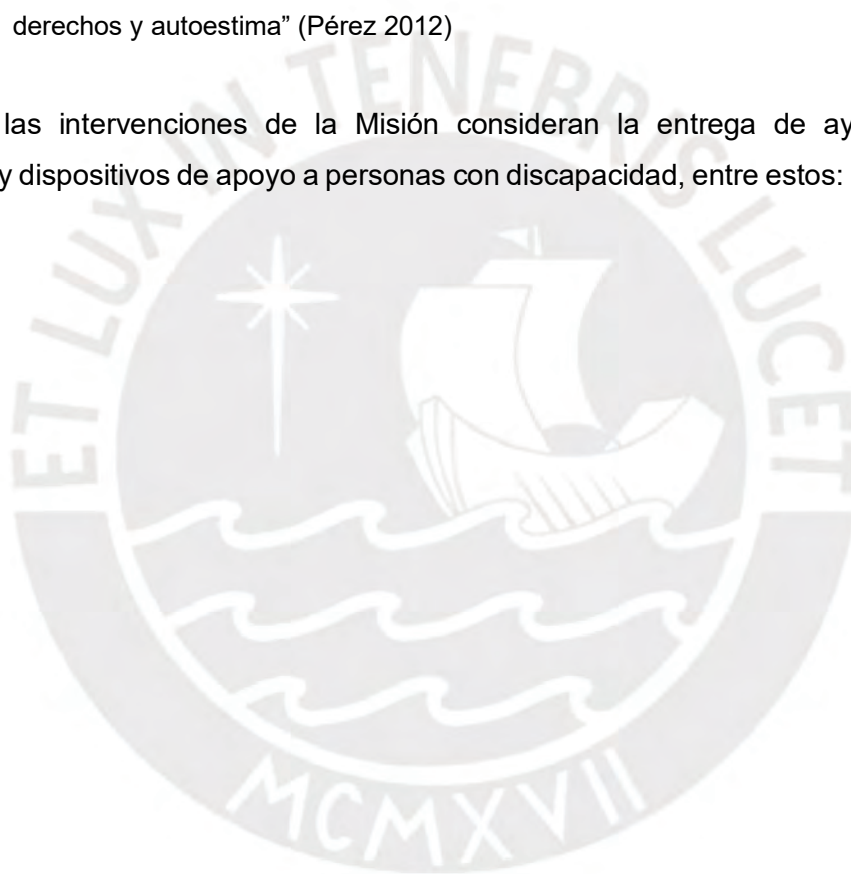 derechos y autoestima” (Pérez 2012)
las intervenciones de la Misión consideran la entrega de
y dispositivos de apoyo a personas con discapacidad, entre estos:
ET LUX IN TENEBRIS LUCET
MCMXVII